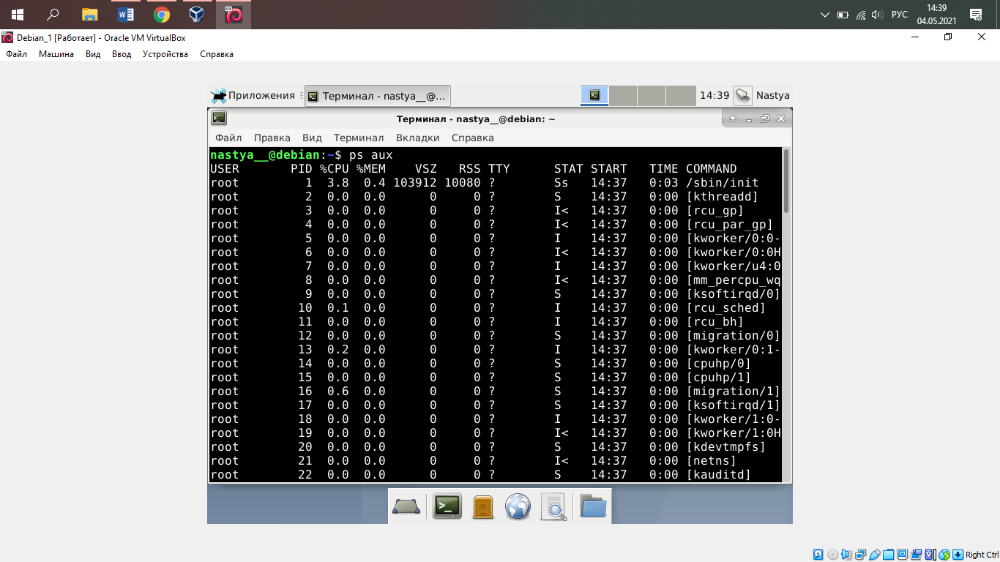 РУС
14:39
04.05.2021
Debian_1 [Работает] - Oracle VM VirtualBox
Файл Машина Вид Ввод Устройства Справка
Приложения Терминал - nastya__@... 14:39 Nastya
Терминал - nastya__@debian: ~
Файл Правка Вид Терминал Вкладки Справка
nastya__@debian:~$ ps aux
USER PID %CPU %MEM VSZ RSS TTY STAT START TIME COMMAND
root 1 3.8 0.4 103912 10080 ? Ss 14:37 0:03 /sbin/init
root 2 0.0 0.0 0 0 ? S 14:37 0:00 [kthreadd]
root 3 0.0 0.0 0 0 ? I< 14:37 0:00 [rcu_gp]
root 4 0.0 0.0 0 0 ? I< 14:37 0:00 [rcu_par_gp]
root 5 0.0 0.0 0 0 ? I 14:37 0:00 [kworker/0:0-
root 6 0.0 0.0 0 0 ? I< 14:37 0:00 [kworker/0:0H
root 7 0.0 0.0 0 0 ? I 14:37 0:00 [kworker/u4:0
root 8 0.0 0.0 0 0 ? I< 14:37 0:00 [mm_percpu_wq
root 9 0.0 0.0 0 0 ? S 14:37 0:00 [ksoftirqd/0]
root 10 0.1 0.0 0 0 ? I 14:37 0:00 [rcu_sched]
root 11 0.0 0.0 0 0 ? I 14:37 0:00 [rcu_bh]
root 12 0.0 0.0 0 0 ? S 14:37 0:00 [migration/0]
root 13 0.2 0.0 0 0 ? I 14:37 0:00 [kworker/0:1-
root 14 0.0 0.0 0 0 ? S 14:37 0:00 [cpuhp/0]
root 15 0.0 0.0 0 0 ? S 14:37 0:00 [cpuhp/1]
root 16 0.6 0.0 0 0 ? S 14:37 0:00 [migration/1]
root 17 0.0 0.0 0 0 ? S 14:37 0:00 [ksoftirqd/1]
root 18 0.0 0.0 0 0 ? I 14:37 0:00 [kworker/1:0-
root 19 0.0 0.0 0 0 ? I< 14:37 0:00 [kworker/1:0H
root 20 0.0 0.0 0 0 ? S 14:37 0:00 [kdevtmpfs]
root 21 0.0 0.0 0 0 ? I< 14:37 0:00 [netns]
root 22 0.0 0.0 0 0 ? S 14:37 0:00 [kauditd]
Right Ctrl